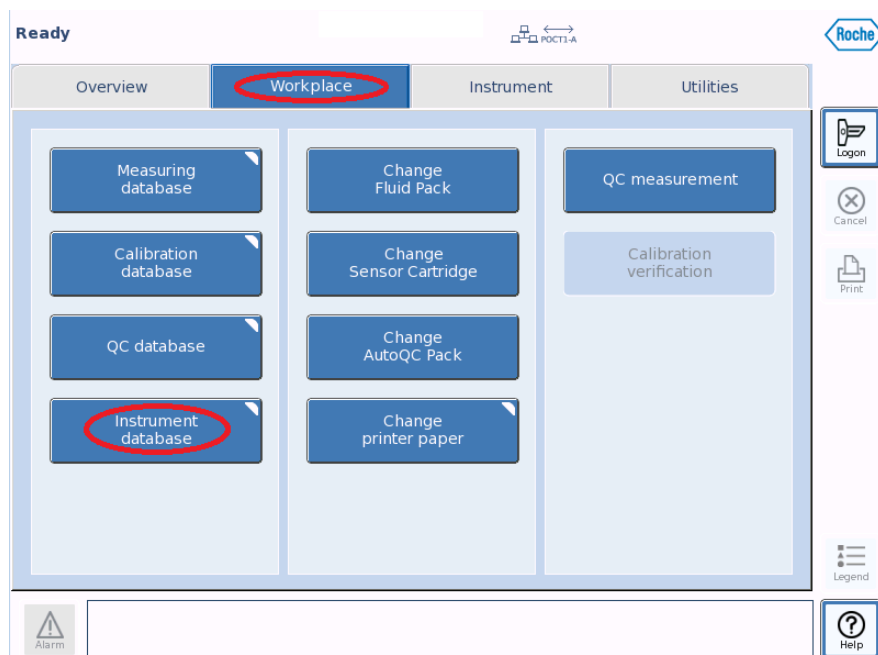 Ready
POCT1-A
Roche
Overview
Workplace
Instrument
Utilities
Measuring
database
Calibration
database
QC database
Instrument
database
Change
Fluid Pack
Change
Sensor Cartridge
Change
AutoQC Pack
Change
printer paper
QC measurement
Calibration
verification
Logon
Cancel
Print
Legend
Alarm
Help